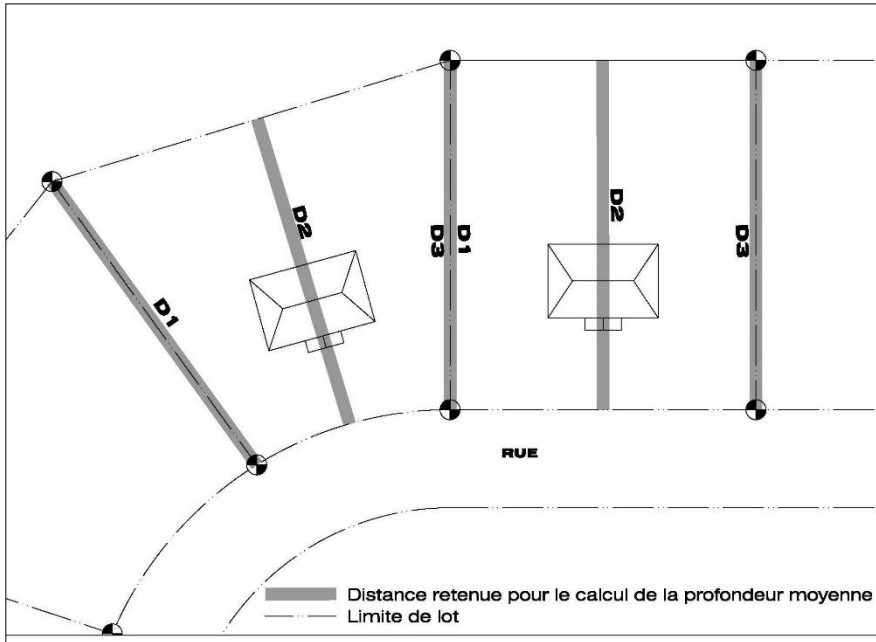 D1
D2
D3
D1
D2
D3
RUE
Distance retenue pour le calcul de la profondeur moyenne
Limite de lot